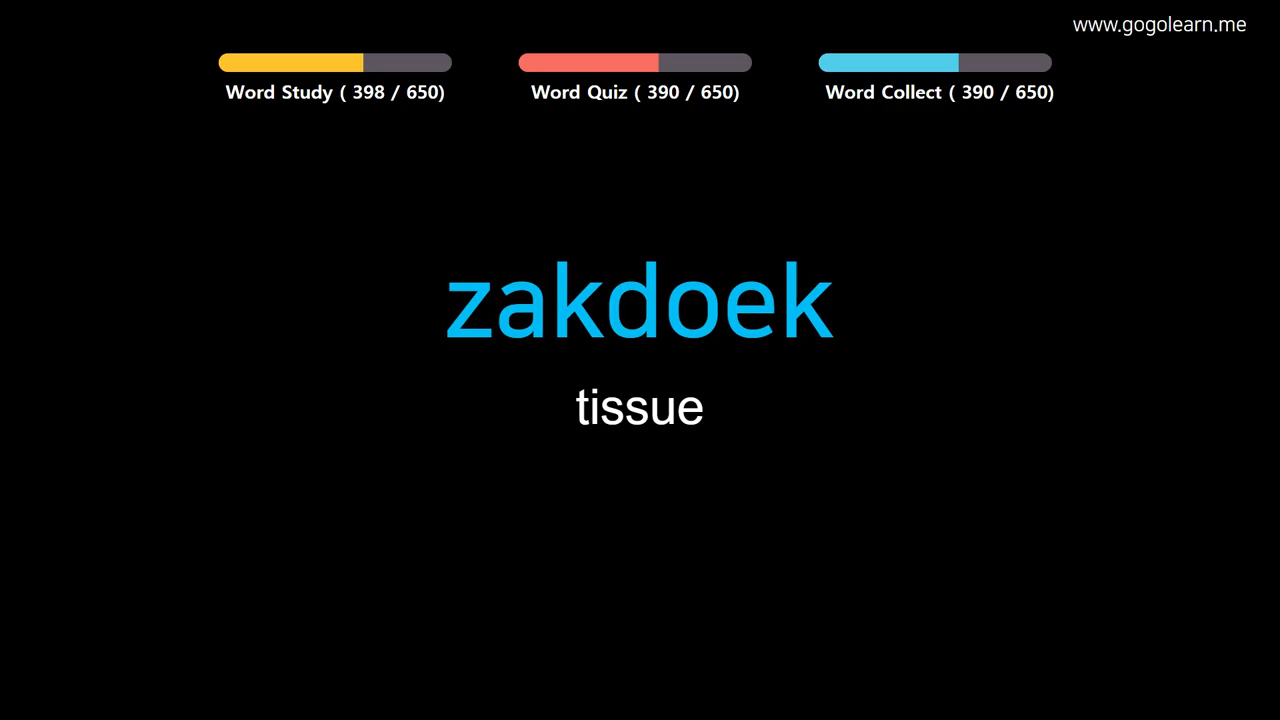 www.gogolearn.me
Word Study ( 398 / 650)
Word Quiz ( 390 / 650)
Word Collect ( 390 / 650)
zakdoek
tissue